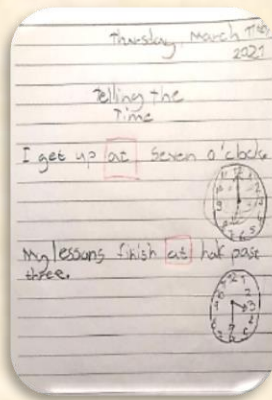 Thursday, March 11th,
2021
Telling the
Time
I get up at seven o'clock
My lessons finish at half past
three.